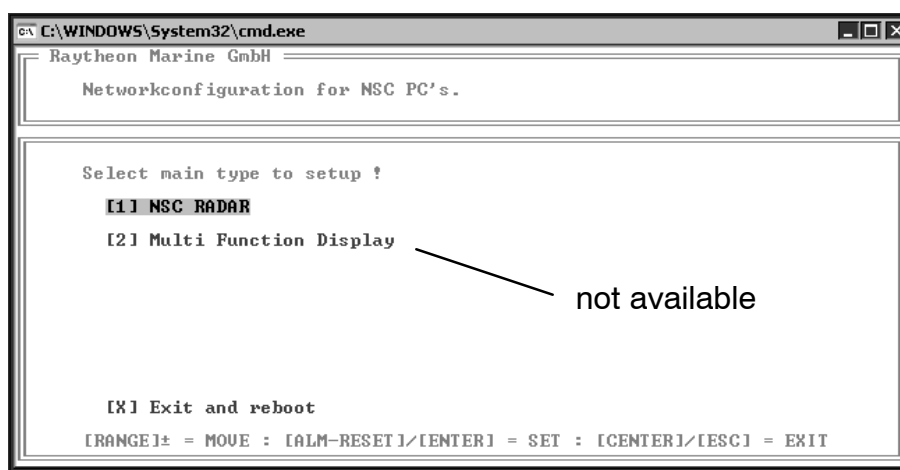 C:\WINDOWS\System32\cmd.exe
Raytheon Marine GmbH
Networkconfiguration for NSC PC's.
Select main type to setup !
[1] NSC RADAR
[2] Multi Function Display
not available
[X] Exit and reboot
[RANGE]± = MOVE : [ALM-RESET]/[ENTER] = SET : [CENTER]/[ESC] = EXIT